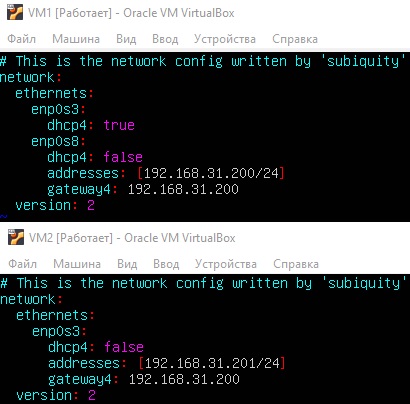 VM1 [Работает] - Oracle VM VirtualBox
Файл Машина Вид Ввод Устройства Справка
# This is the network config written by 'subiquity'
network:
  ethernets:
    enp0s3:
      dhcp4: true
    enp0s8:
      dhcp4: false
      addresses: [192.168.31.200/24]
      gateway4: 192.168.31.200
  version: 2
~
VM2 [Работает] - Oracle VM VirtualBox
Файл Машина Вид Ввод Устройства Справка
# This is the network config written by 'subiquity'
network:
  ethernets:
    enp0s3:
      dhcp4: false
      addresses: [192.168.31.201/24]
      gateway4: 192.168.31.200
  version: 2